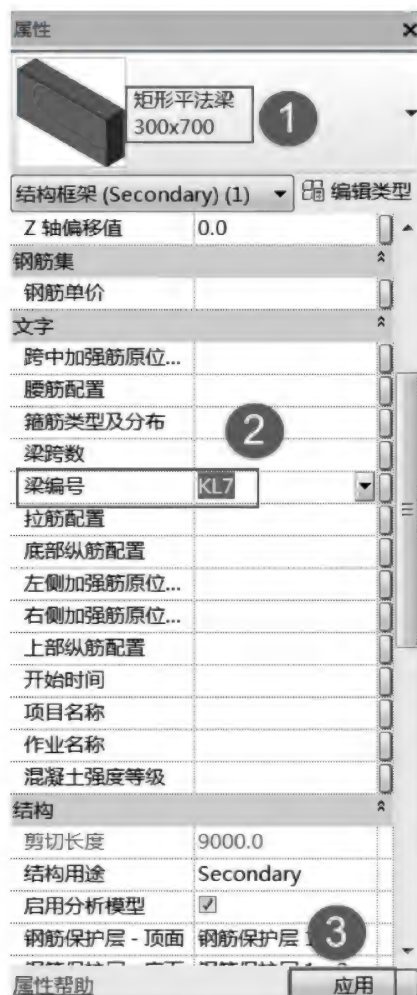 属性
矩形平法梁
300x700
1
结构框架 (Secondary) (1) 编辑类型
Z 轴偏移值 0.0
钢筋集
钢筋单价
文字
跨中加强筋原位...
腰筋配置
箍筋类型及分布
2
梁跨数
梁编号 KL7
拉筋配置
底部纵筋配置
左侧加强筋原位...
右侧加强筋原位...
上部纵筋配置
开始时间
项目名称
作业名称
混凝土强度等级
结构
剪切长度 9000.0
结构用途 Secondary
启用分析模型
3
钢筋保护层 - 顶面 钢筋保护层
属性帮助 应用